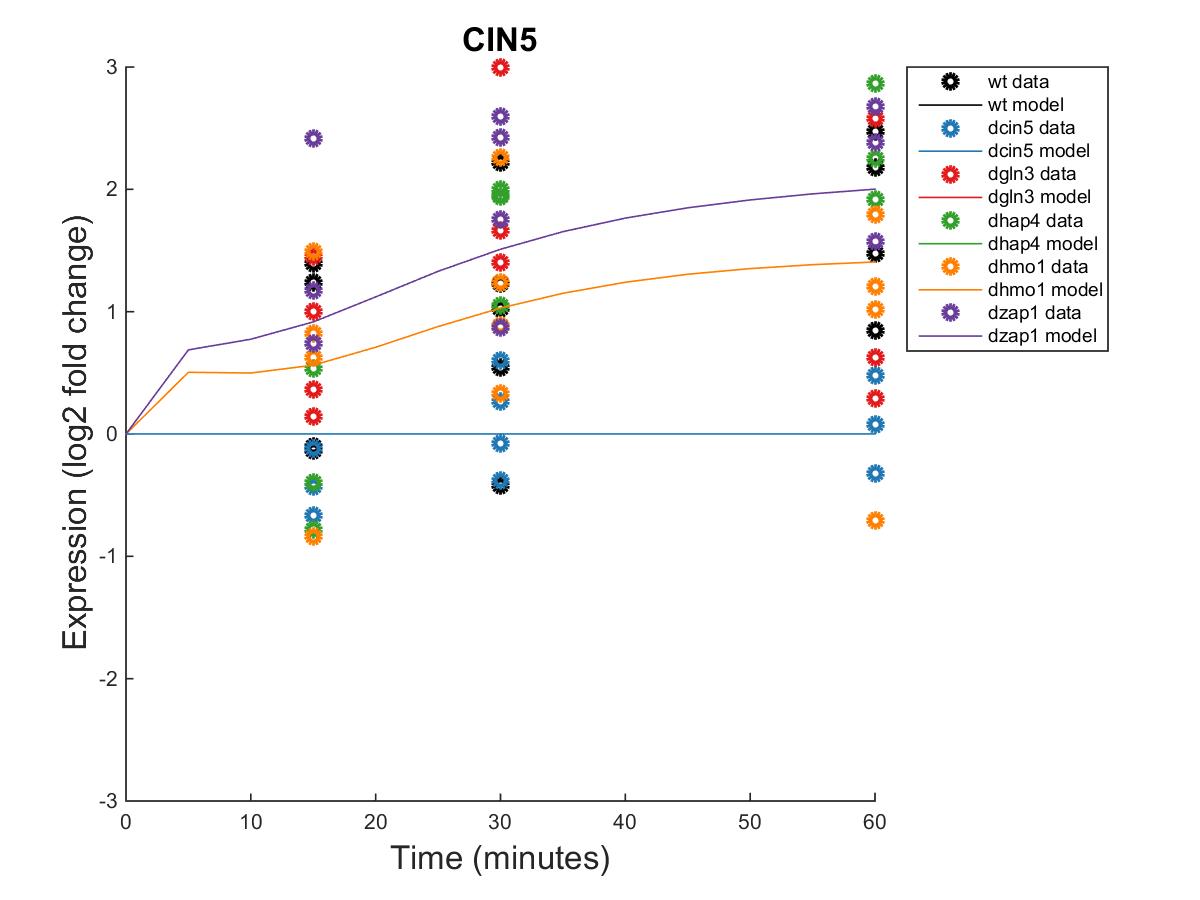 CIN5
Expression (log2 fold change)
3
2
1
0
-1
-2
-3
0 10 20 30 40 50 60
Time (minutes)
wt data
wt model
dcin5 data
dcin5 model
dgln3 data
dgln3 model
dhap4 data
dhap4 model
dhmo1 data
dhmo1 model
dzap1 data
dzap1 model